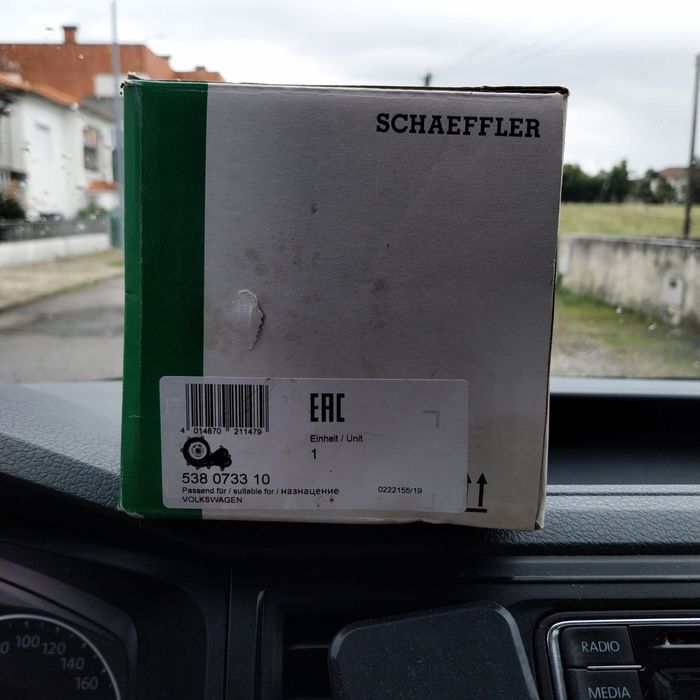 SCHAEFFLER
EAC
4 014870 211479
Einheit / Unit
1
538 0733 10
Passend für / suitable for / назначение
0222155/19
VOLKSWAGEN
100 120
140
160
RADIO
MEDIA